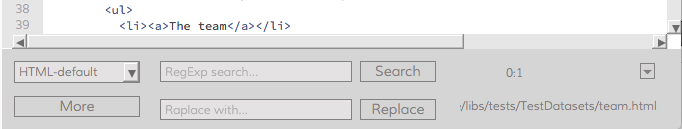 38 <ul>
39 <li><a>The team</a></li>
HTML-default RegExp search... Search 0:1
More Raplace with... Replace /libs/tests/TestDatasets/team.html